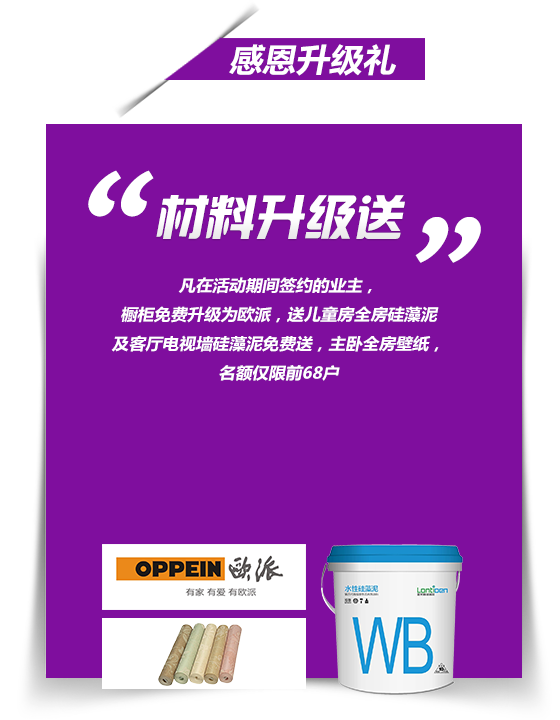 感恩升级礼
材料升级送
凡在活动期间签约的业主，
橱柜免费升级为欧派，送儿童房全房硅藻泥
及客厅电视墙硅藻泥免费送，主卧全房壁纸，
名额仅限前68户
OPPEIN 欧派
有家 有爱 有欧派
水性硅藻泥
WB